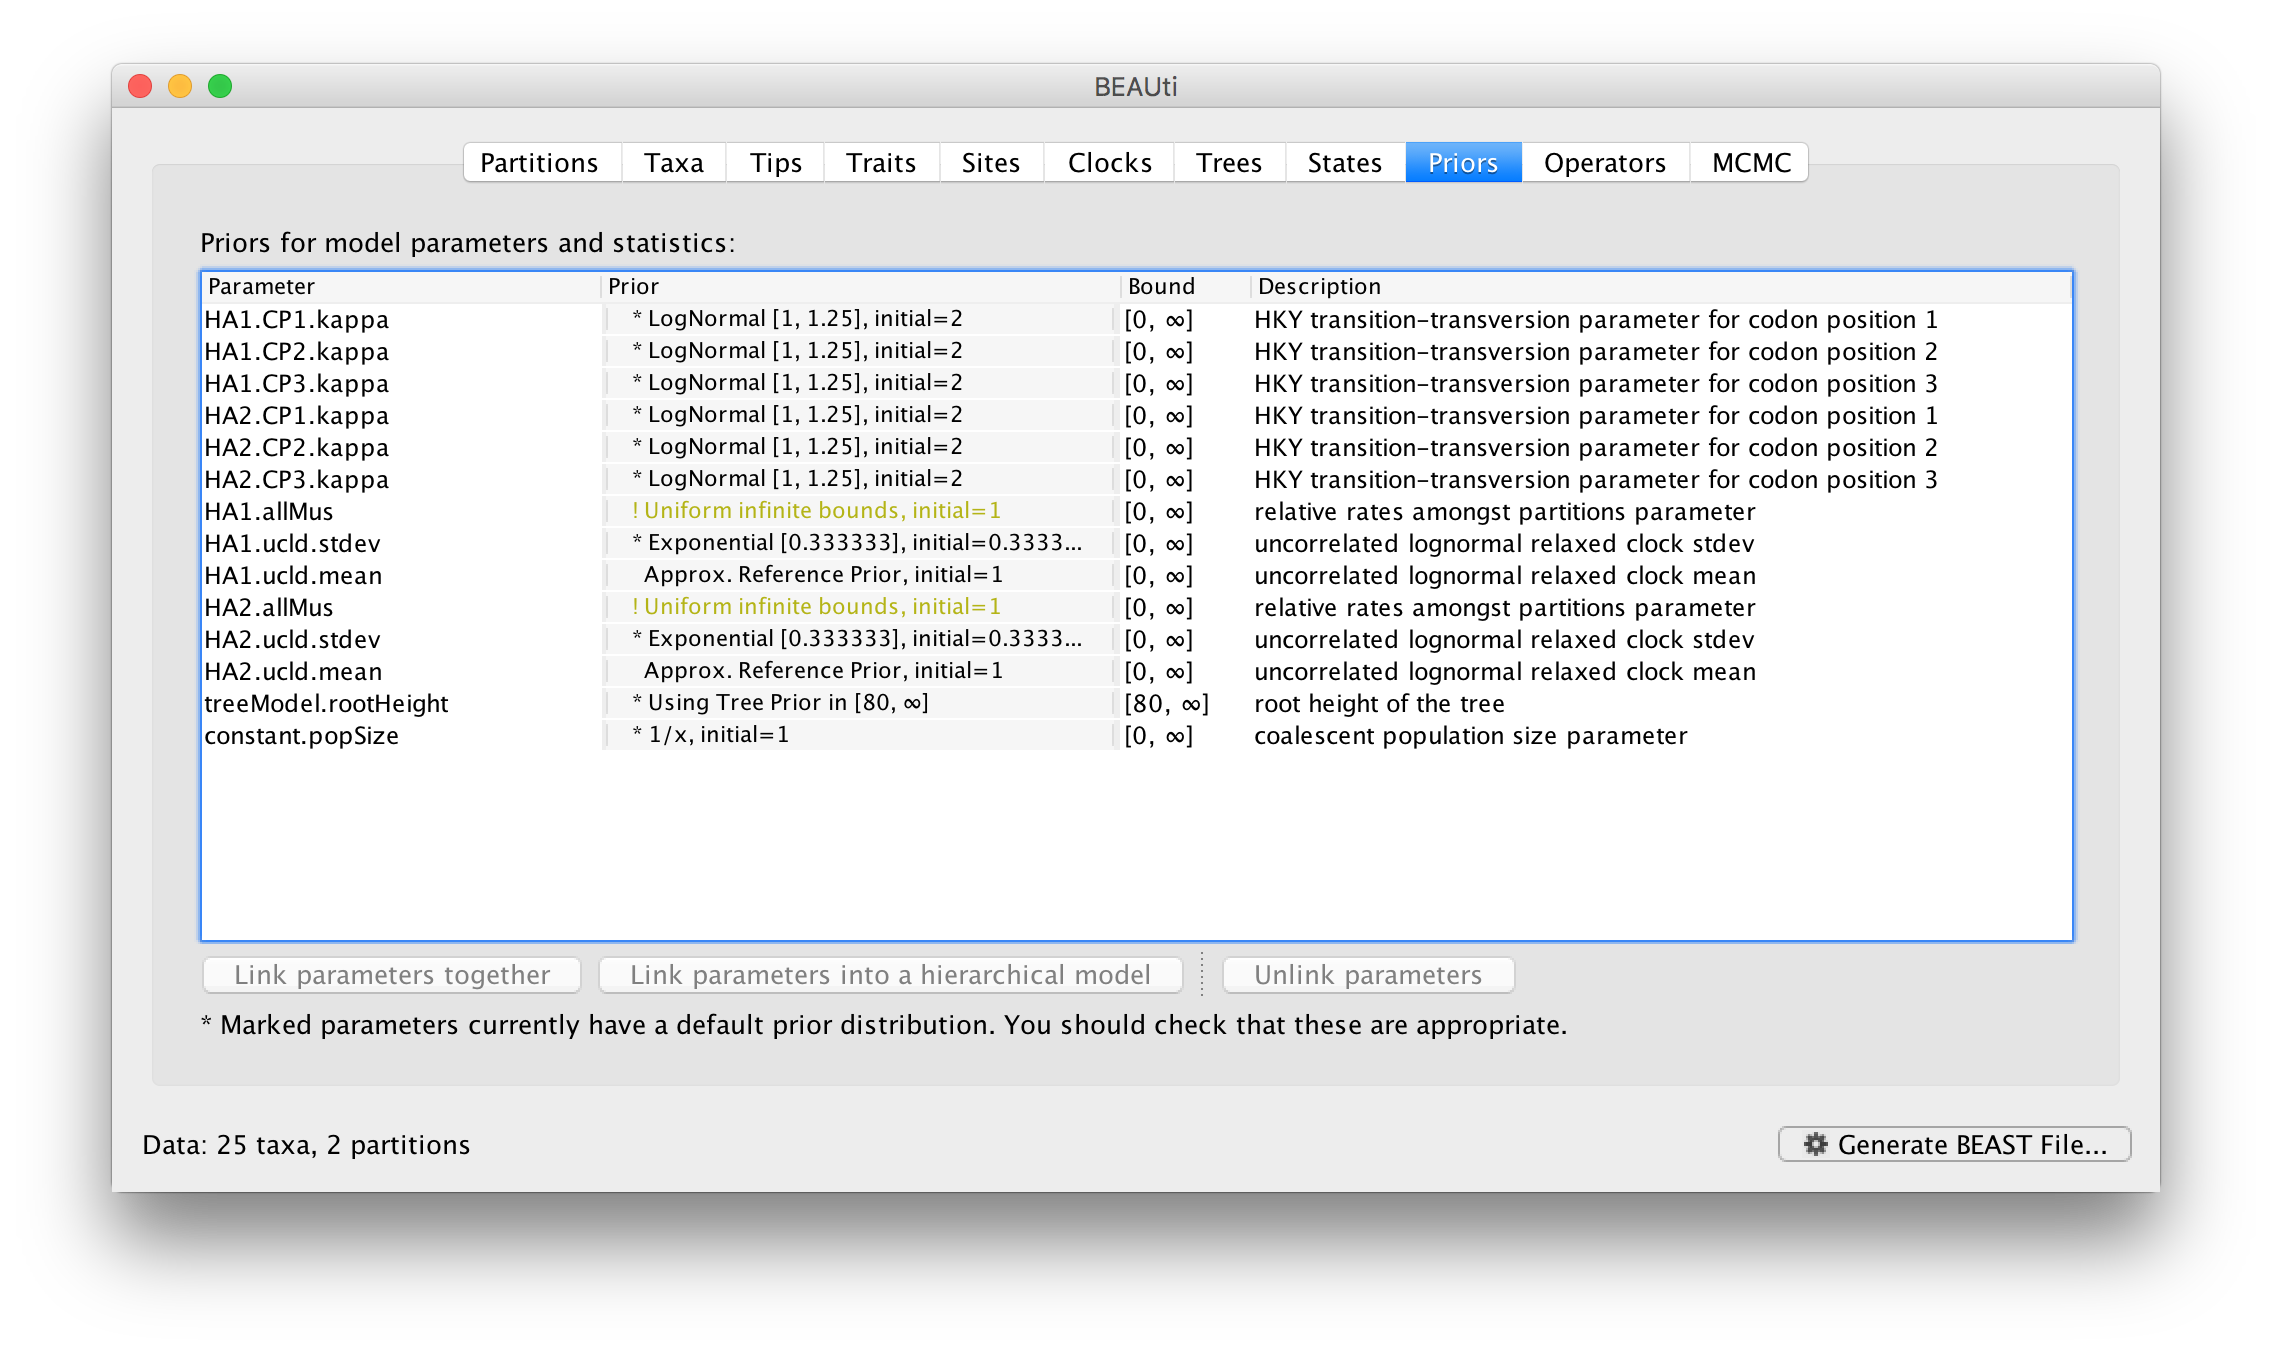 BEAUti
Partitions Taxa Tips Traits Sites Clocks Trees States Priors Operators MCMC
Priors for model parameters and statistics:
Parameter Prior Bound Description
HA1.CP1.kappa * LogNormal [1, 1.25], initial=2 [0, ∞] HKY transition-transversion parameter for codon position 1
HA1.CP2.kappa * LogNormal [1, 1.25], initial=2 [0, ∞] HKY transition-transversion parameter for codon position 2
HA1.CP3.kappa * LogNormal [1, 1.25], initial=2 [0, ∞] HKY transition-transversion parameter for codon position 3
HA2.CP1.kappa * LogNormal [1, 1.25], initial=2 [0, ∞] HKY transition-transversion parameter for codon position 1
HA2.CP2.kappa * LogNormal [1, 1.25], initial=2 [0, ∞] HKY transition-transversion parameter for codon position 2
HA2.CP3.kappa * LogNormal [1, 1.25], initial=2 [0, ∞] HKY transition-transversion parameter for codon position 3
HA1.allMus ! Uniform infinite bounds, initial=1 [0, ∞] relative rates amongst partitions parameter
HA1.ucld.stdev * Exponential [0.333333], initial=0.3333... [0, ∞] uncorrelated lognormal relaxed clock stdev
HA1.ucld.mean Approx. Reference Prior, initial=1 [0, ∞] uncorrelated lognormal relaxed clock mean
HA2.allMus ! Uniform infinite bounds, initial=1 [0, ∞] relative rates amongst partitions parameter
HA2.ucld.stdev * Exponential [0.333333], initial=0.3333... [0, ∞] uncorrelated lognormal relaxed clock stdev
HA2.ucld.mean Approx. Reference Prior, initial=1 [0, ∞] uncorrelated lognormal relaxed clock mean
treeModel.rootHeight * Using Tree Prior in [80, ∞] [80, ∞] root height of the tree
constant.popSize * 1/x, initial=1 [0, ∞] coalescent population size parameter
Link parameters together Link parameters into a hierarchical model Unlink parameters
* Marked parameters currently have a default prior distribution. You should check that these are appropriate.
Data: 25 taxa, 2 partitions Generate BEAST File...